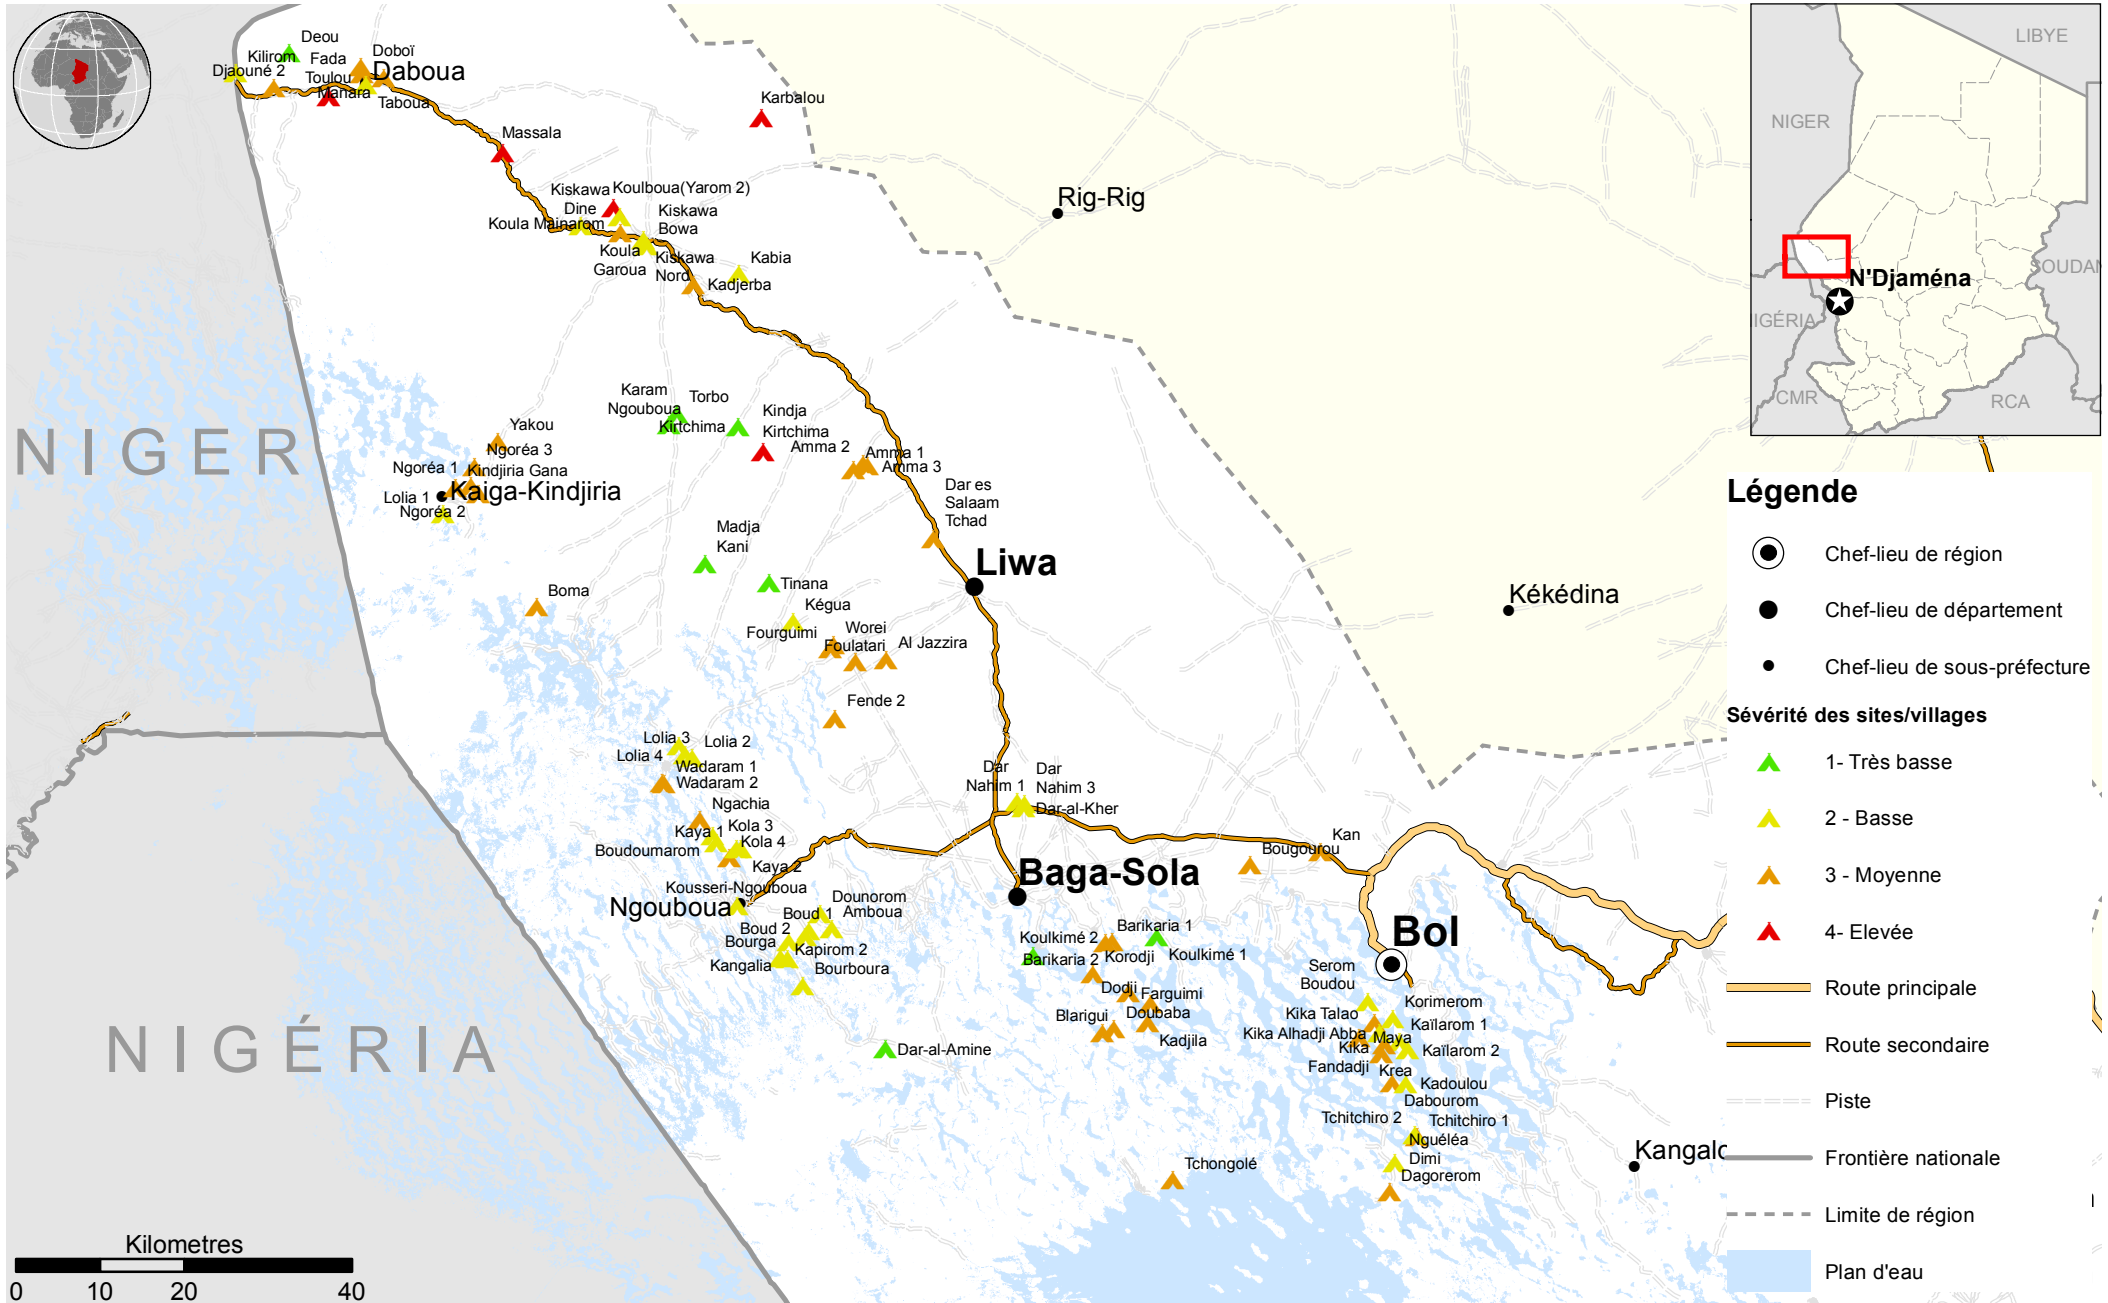 Deou
Kilirom
Fada
Doboï
Djaouné 2
Toulou
Daboua
Manara
Taboua
Karbalou
Massala
Kiskawa
Koulboua(Yarom 2)
Dine
Kiskawa
Koula Mainarom
Bowa
Koula
Garoua
Kiskawa
Nord
Kabia
Kadjerba
Rig-Rig
NIGER
Karam
Ngouboua
Torbo
Kirtchima
Kindja
Kirtchima
Yakou
Ngoréa 3
Amma 2
Amma 1
Amma 3
Ngoréa 1
Kindjiria Gana
Lolia 1
Kaiga-Kindjiria
Ngoréa 2
Dar es
Salaam
Tchad
Madja
Kani
Liwa
Tinana
Boma
Kégua
Kékédina
Fourguimi
Worei
Foulatari
Al Jazzira
Fende 2
Lolia 3
Lolia 2
Lolia 4
Wadaram 1
Wadaram 2
Dar
Nahim 1
Dar
Nahim 3
Dar-al-Kher
Ngachia
Kola 3
Kaya 1
Kola 4
Boudoumarom
Kaya 2
Kan
Bougourou
Baga-Sola
Kousseri-Ngouboua
Ngouboua
Dounorom
Amboua
Boud 1
Boud 2
Bourga
Kapirom 2
Kangalia
Bourboura
Bol
Barikaria 1
Koulkimé 2
Korodji
Koulkimé 1
Barikaria 2
Serom
Boudou
Dodji
Farguimi
Korimerom
Blarigui
Doubaba
Kika Talao
Kaïlarom 1
Kadjila
Kika Alhadji Abba
Maya
Kika
Kaïlarom 2
Dar-al-Amine
Fandadji
Krea
Kadoulou
Dabourom
NIGÉRIA
Tchitchiro 2
Tchitchiro 1
Nguéléa
Dimi
Dagorerom
Tchongolé
Kangalc
Kilometres
0 10 20 40
LIBYE
NIGER
SOUDAN
N'Djaména
NIGÉRIA
CMR
RCA
Légende
Chef-lieu de région
Chef-lieu de département
Chef-lieu de sous-préfecture
Sévérité des sites/villages
1- Très basse
2 - Basse
3 - Moyenne
4- Elevée
Route principale
Route secondaire
Piste
Frontière nationale
Limite de région
Plan d'eau